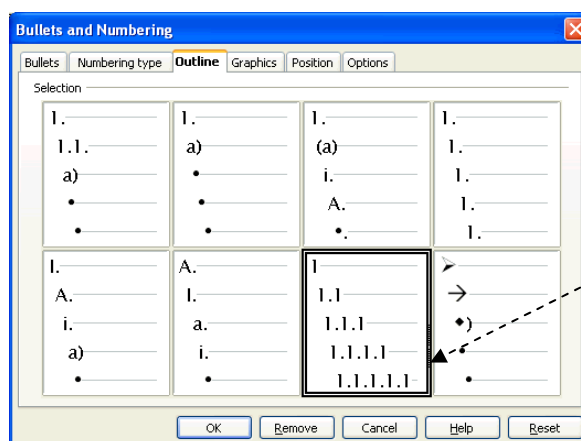 Bullets and Numbering
Bullets Numbering type Outline Graphics Position Options
Selection
1.
1.1.
a)
•
•
1.
a)
•
•
•
1.
(a)
i.
A.
•.
1.
1.
1.
1.
1.
I.
A.
i.
a)
•
A.
I.
a.
i.
•
1
1.1
1.1.1
1.1.1.1
1.1.1.1.1
➢
→
◆)
•
•
OK Remove Cancel Help Reset